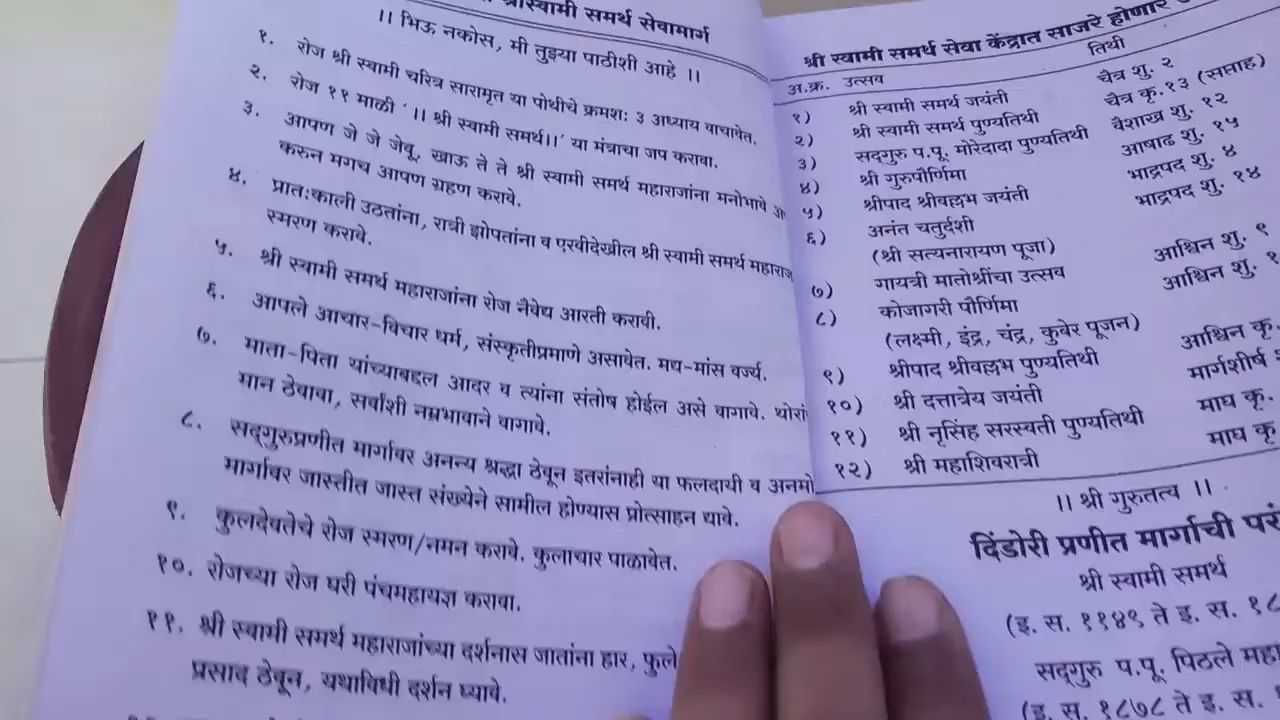 श्रीस्वामी समर्थ सेवामार्ग
।। भिऊ नकोस, मी तुझ्या पाठीशी आहे ।।
१. रोज श्री स्वामी चरित्र सारामृत या पोथीचे क्रमशः ३ अध्याय वाचावेत.
२. रोज ११ माळी ' ।। श्री स्वामी समर्थ।।' या मंत्राचा जप करावा.
३. आपण जे जे जेवू, खाऊ ते ते श्री स्वामी समर्थ महाराजांना मनोभावे
करुन मगच आपण ग्रहण करावे.
४. प्रातःकाली उठतांना, रात्री झोपतांना व एरवीदेखील श्री स्वामी समर्थ महाराज
स्मरण करावे.
५. श्री स्वामी समर्थ महाराजांना रोज नैवेद्य आरती करावी.
६. आपले आचार-विचार धर्म, संस्कृतीप्रमाणे असावेत. मद्य-मांस वर्ज्य.
७. माता-पिता यांच्याबद्दल आदर व त्यांना संतोष होईल असे वागावे.
मान ठेवावा, सर्वांशी नम्रभावाने वागावे.
८. सद्गुरुप्रणीत मार्गावर अनन्य श्रद्धा ठेवून इतरांनाही या फलदायी व अनमो
मार्गावर जास्तीत जास्त संख्येने सामील होण्यास प्रोत्साहन द्यावे.
९. कुलदेवतेचे रोज स्मरण/नमन करावे. कुलाचार पाळावेत.
१०. रोजच्या रोज घरी पंचमहायज्ञ करावा.
११. श्री स्वामी समर्थ महाराजांच्या दर्शनास जातांना हार, फुले
प्रसाद ठेवून, यथाविधी दर्शन घ्यावे.
श्री स्वामी समर्थ सेवा केंद्रात साजरे होणारे
अ.क्र. उत्सव तिथी
१) श्री स्वामी समर्थ जयंती चैत्र शु. २
२) श्री स्वामी समर्थ पुण्यतिथी चैत्र कृ.१३ (सप्ताह)
३) सद्गुरु प.पू. मोरेदादा पुण्यतिथी वैशाख शु. १२
४) श्री गुरुपौर्णिमा आषाढ शु. १५
५) श्रीपाद श्रीवल्लभ जयंती भाद्रपद शु. ४
६) अनंत चतुर्दशी भाद्रपद शु. १४
(श्री सत्यनारायण पूजा)
७) गायत्री मातोश्रींचा उत्सव आश्विन शु. ९
८) कोजागरी पौर्णिमा आश्विन शु.
(लक्ष्मी, इंद्र, चंद्र, कुबेर पूजन)
९) श्रीपाद श्रीवल्लभ पुण्यतिथी आश्विन कृ.
१०) श्री दत्तात्रेय जयंती मार्गशीर्ष
११) श्री नृसिंह सरस्वती पुण्यतिथी माघ कृ.
१२) श्री महाशिवरात्री माघ कृ
।। श्री गुरुतत्व ।।
दिंडोरी प्रणीत मार्गाची परं
श्री स्वामी समर्थ
(इ. स. ११४९ ते इ. स. १८
सद्गुरु प.पू. पिठले महा
(इ. स. १८७८ ते इ. स.